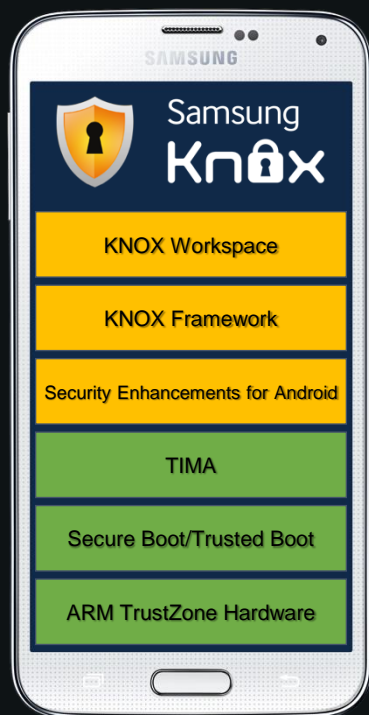 SAMSUNG
Samsung
Knox
KNOX Workspace
KNOX Framework
Security Enhancements for Android
TIMA
Secure Boot/Trusted Boot
ARM TrustZone Hardware